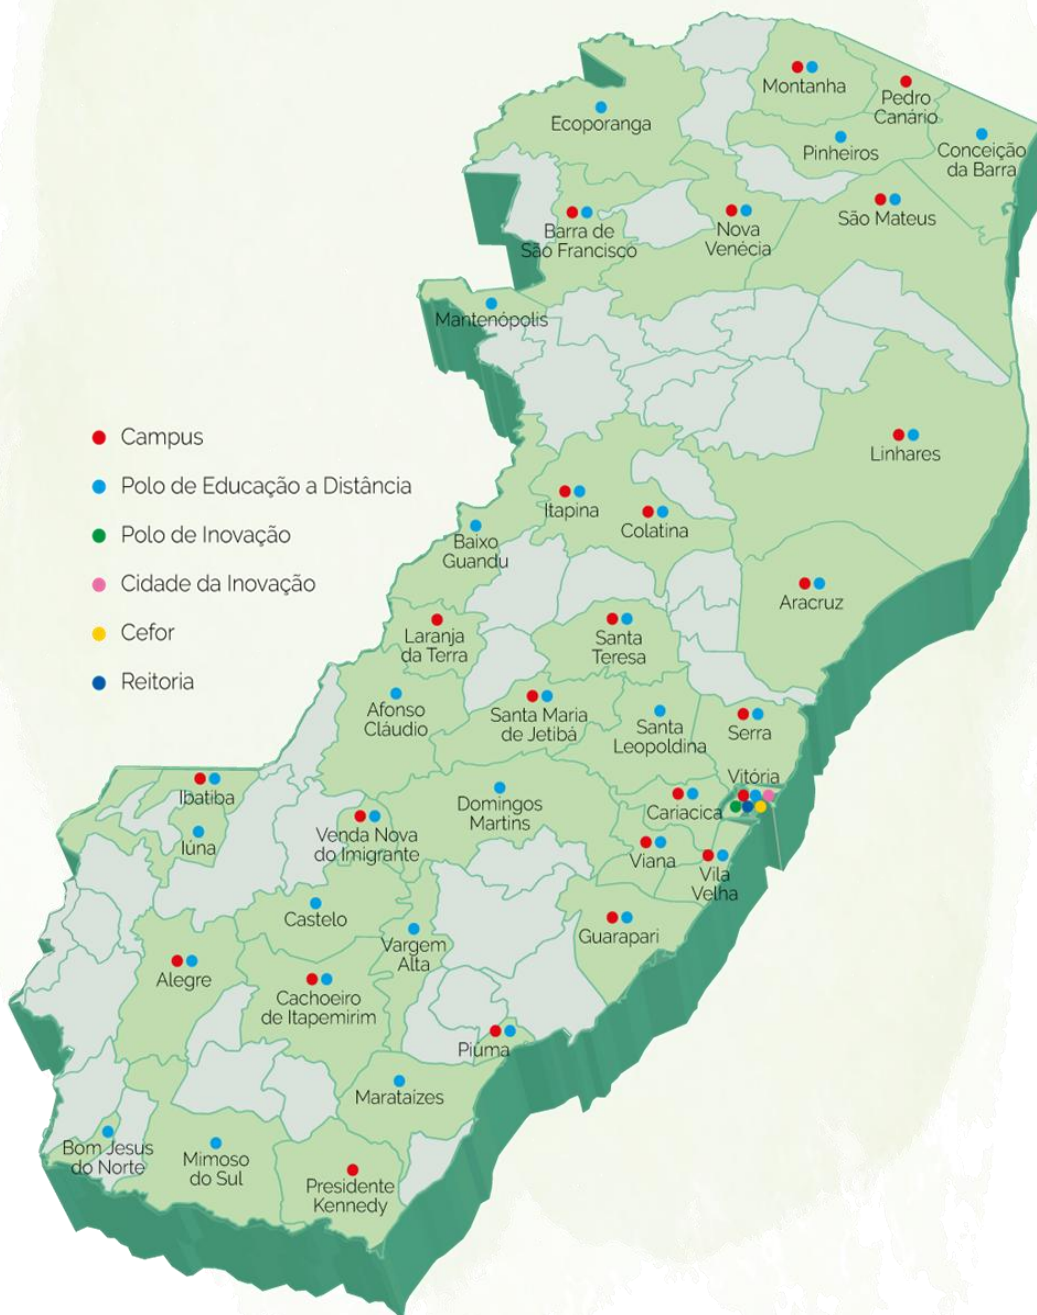 Montanha
Pedro
Canário
Ecoporanga
Pinheiros
Conceição
da Barra
São Mateus
Barra de
São Francisco
Nova
Venécia
Mantenópolis
Campus
Polo de Educação a Distância
Polo de Inovação
Cidade da Inovação
Cefor
Reitoria
Linhares
Itapina
Colatina
Baixo
Guandu
Aracruz
Laranja
da Terra
Santa
Teresa
Afonso
Cláudio
Santa Maria
de Jetibá
Santa
Leopoldina
Serra
Vitória
Ibatiba
Iúna
Venda Nova
do Imigrante
Domingos
Martins
Cariacica
Viana
Vila
Velha
Castelo
Vargem
Alta
Guarapari
Alegre
Cachoeiro
de Itapemirim
Piúma
Marataízes
Bom Jesus
do Norte
Mimoso
do Sul
Presidente
Kennedy